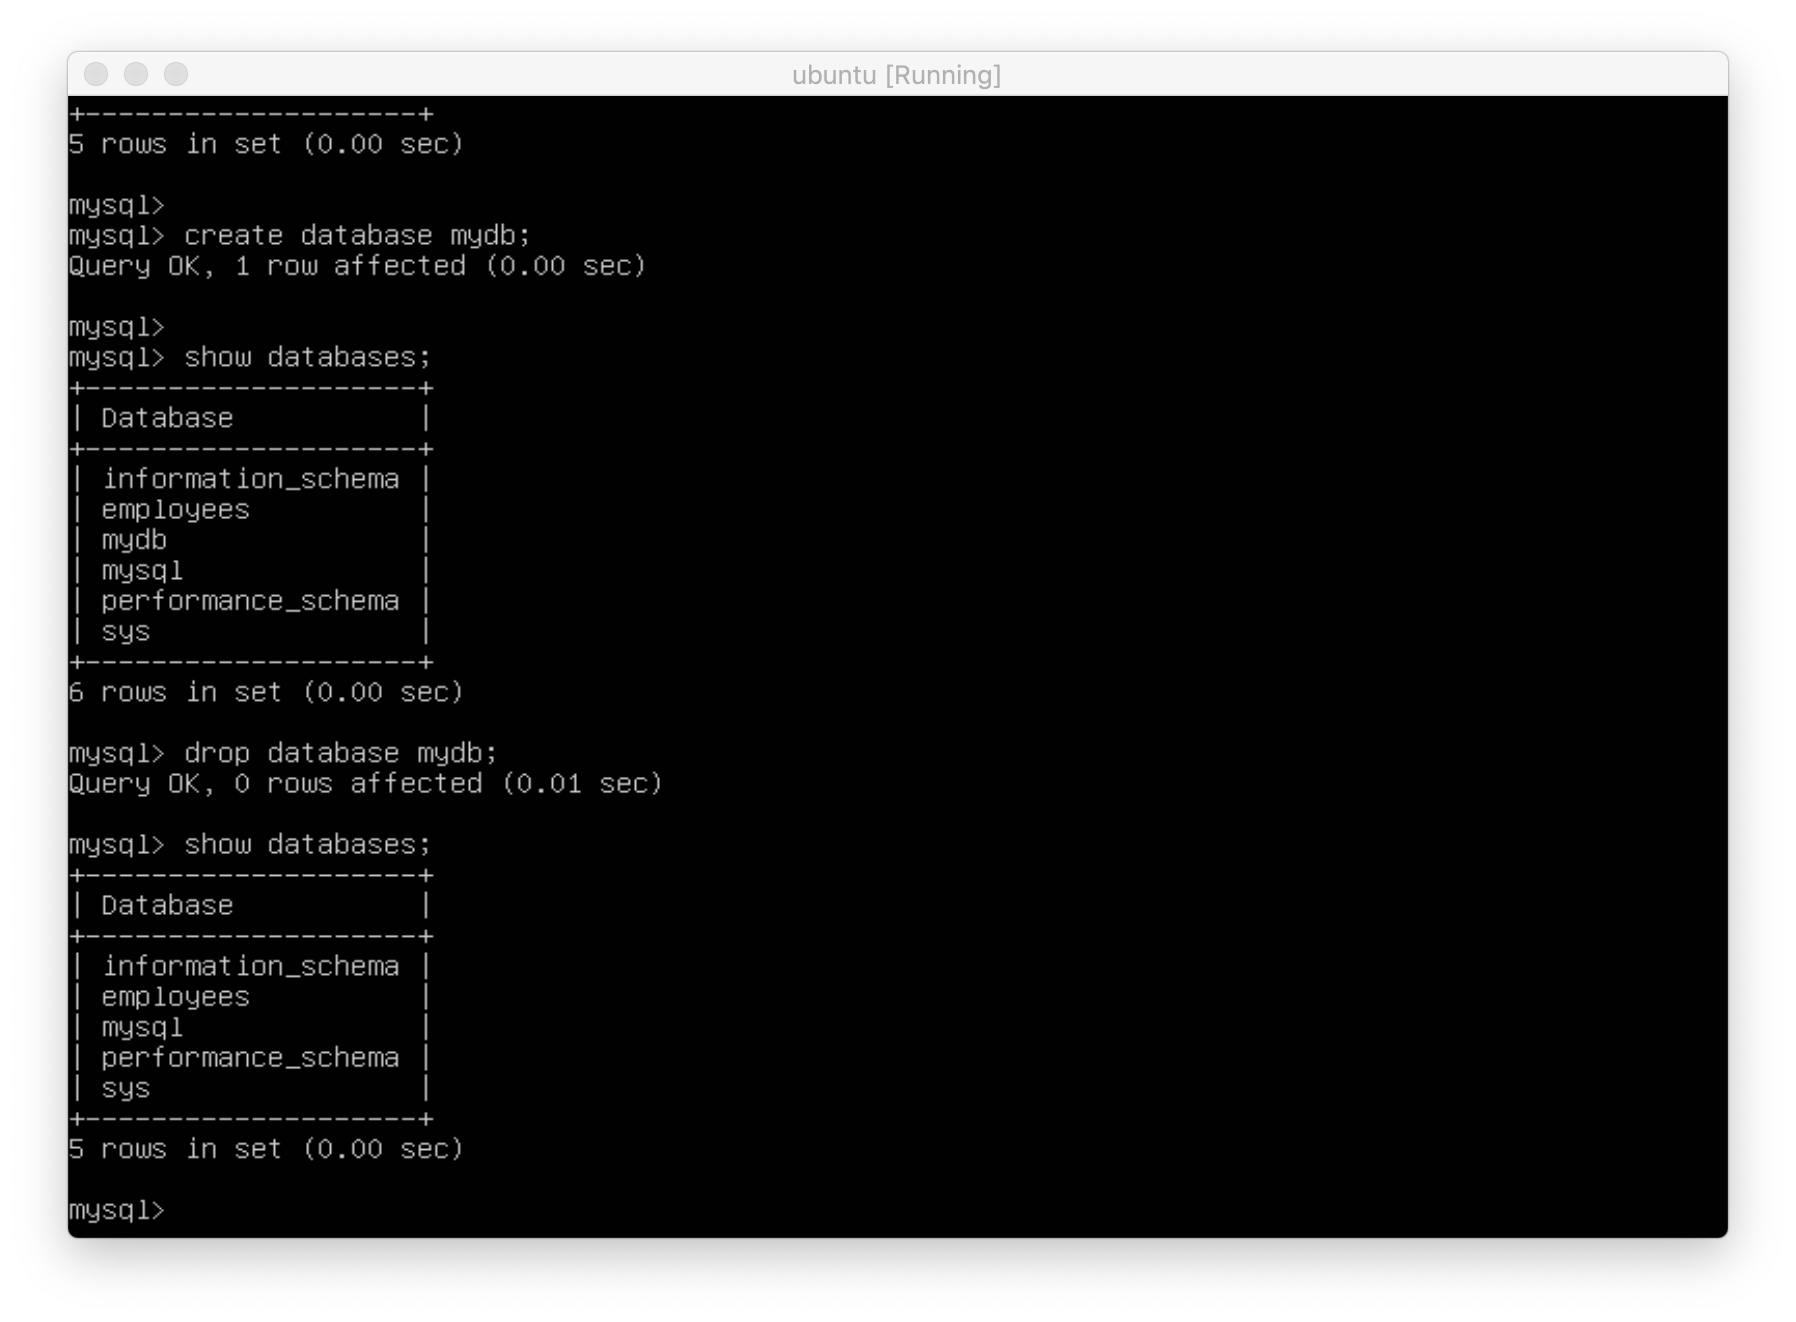 ubuntu [Running]
+--------------------+
5 rows in set (0.00 sec)
mysql>
mysql> create database mydb;
Query OK, 1 row affected (0.00 sec)
mysql>
mysql> show databases;
+--------------------+
| Database           |
+--------------------+
| information_schema |
| employees          |
| mydb               |
| mysql              |
| performance_schema |
| sys                |
+--------------------+
6 rows in set (0.00 sec)
mysql> drop database mydb;
Query OK, 0 rows affected (0.01 sec)
mysql> show databases;
+--------------------+
| Database           |
+--------------------+
| information_schema |
| employees          |
| mysql              |
| performance_schema |
| sys                |
+--------------------+
5 rows in set (0.00 sec)
mysql>